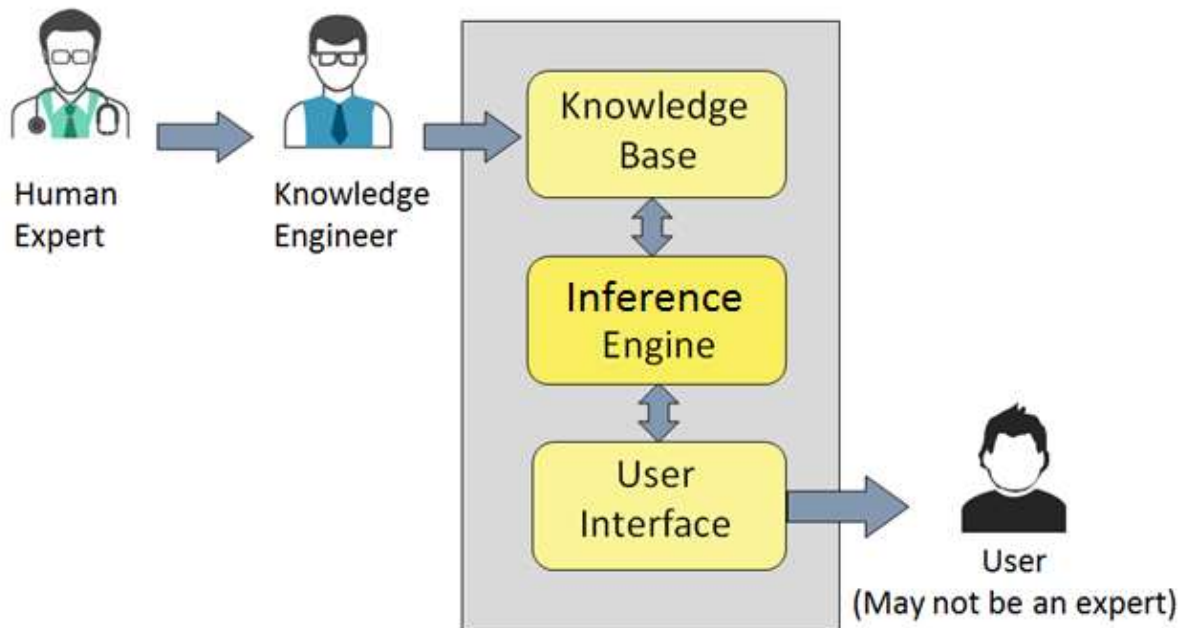 Human
Expert
Knowledge
Engineer
Knowledge
Base
Inference
Engine
User
Interface
User
(May not be an expert)